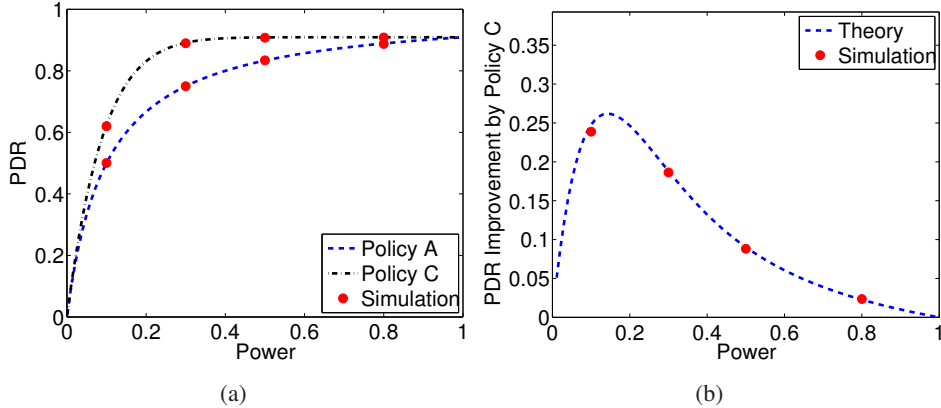 1
0.8
0.6
0.4
0.2
0
PDR
0 0.2 0.4 0.6 0.8 1
Power
Policy A
Policy C
Simulation
(a)
0.35
0.3
0.25
0.2
0.15
0.1
0.05
0
PDR Improvement by Policy C
0 0.2 0.4 0.6 0.8 1
Power
Theory
Simulation
(b)